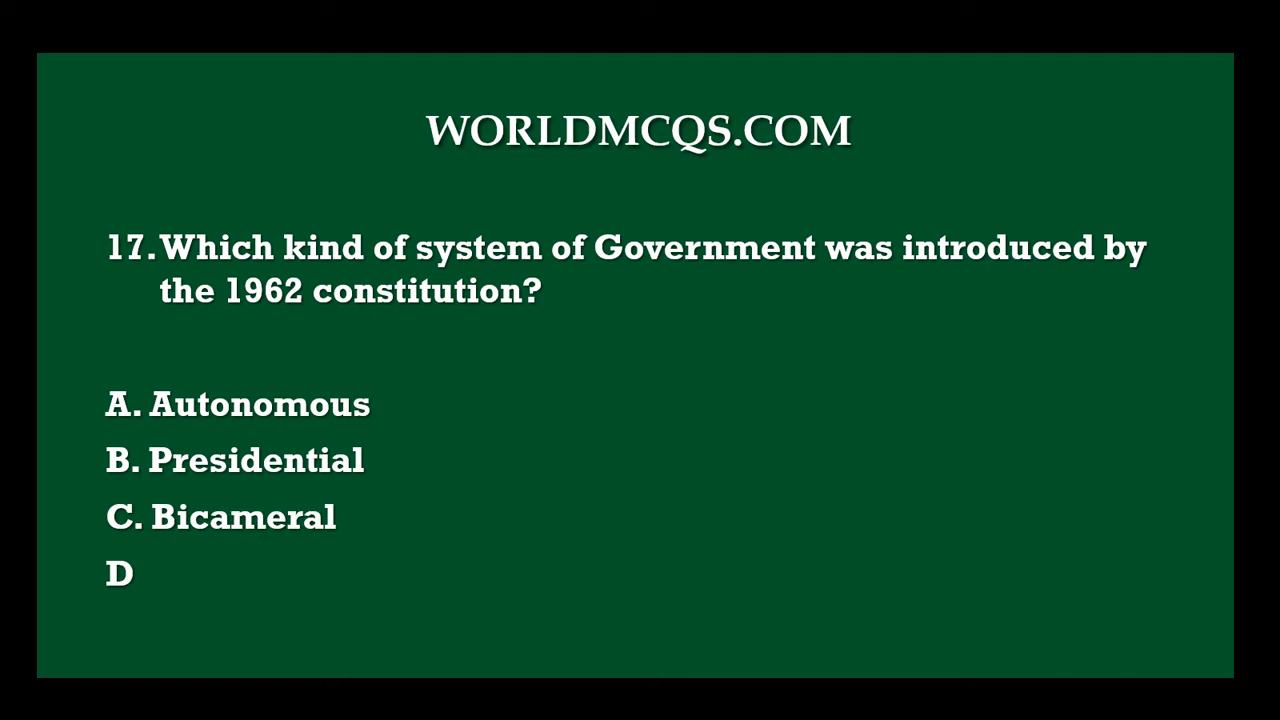 WORLDMCQS.COM
17. Which kind of system of Government was introduced by
the 1962 constitution?
A. Autonomous
B. Presidential
C. Bicameral
D